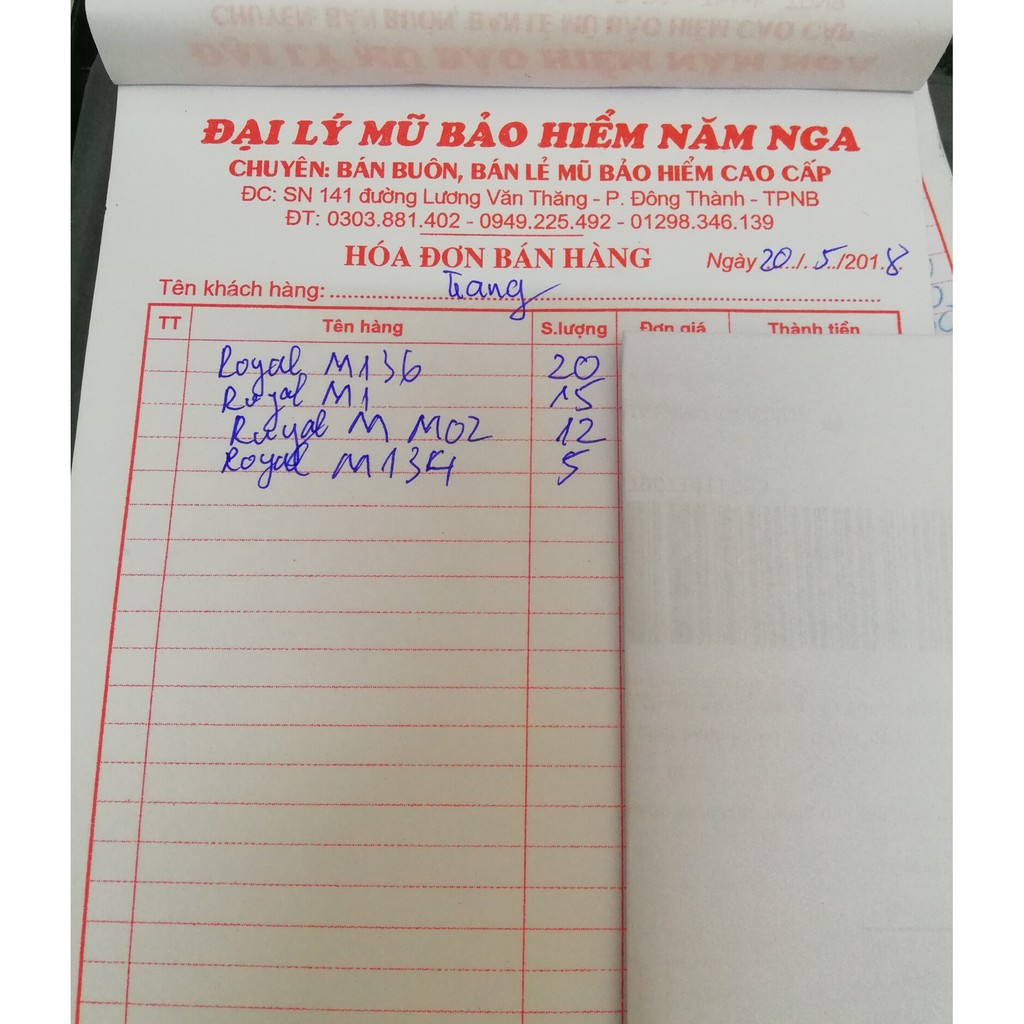 ĐẠI LÝ MŨ BẢO HIỂM NĂM NGA
CHUYÊN: BÁN BUÔN, BÁN LẺ MŨ BẢO HIỂM CAO CẤP
ĐC: SN 141 đường Lương Văn Thăng - P. Đông Thành - TPNB
ĐT: 0303.881.402 - 0949.225.492 - 01298.346.139
HÓA ĐƠN BÁN HÀNG Ngày 20../.5../2018.
Tên khách hàng: Trang
TT Tên hàng S.lượng Đơn giá Thành tiền
Royal M136 20
Royal M1 15
Royal M M02 12
Royal M134 5